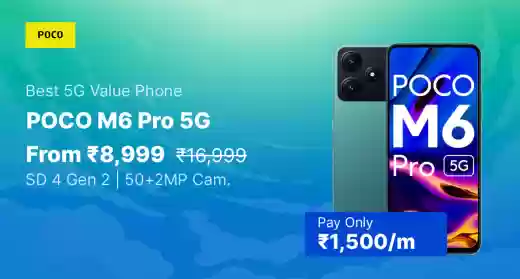 POCO
Best 5G Value Phone
POCO M6 Pro 5G
From ₹8,999 ₹16,999
SD 4 Gen 2 | 50+2MP Cam.
POCO
M6
Pro 5G
Pay Only
₹1,500/m